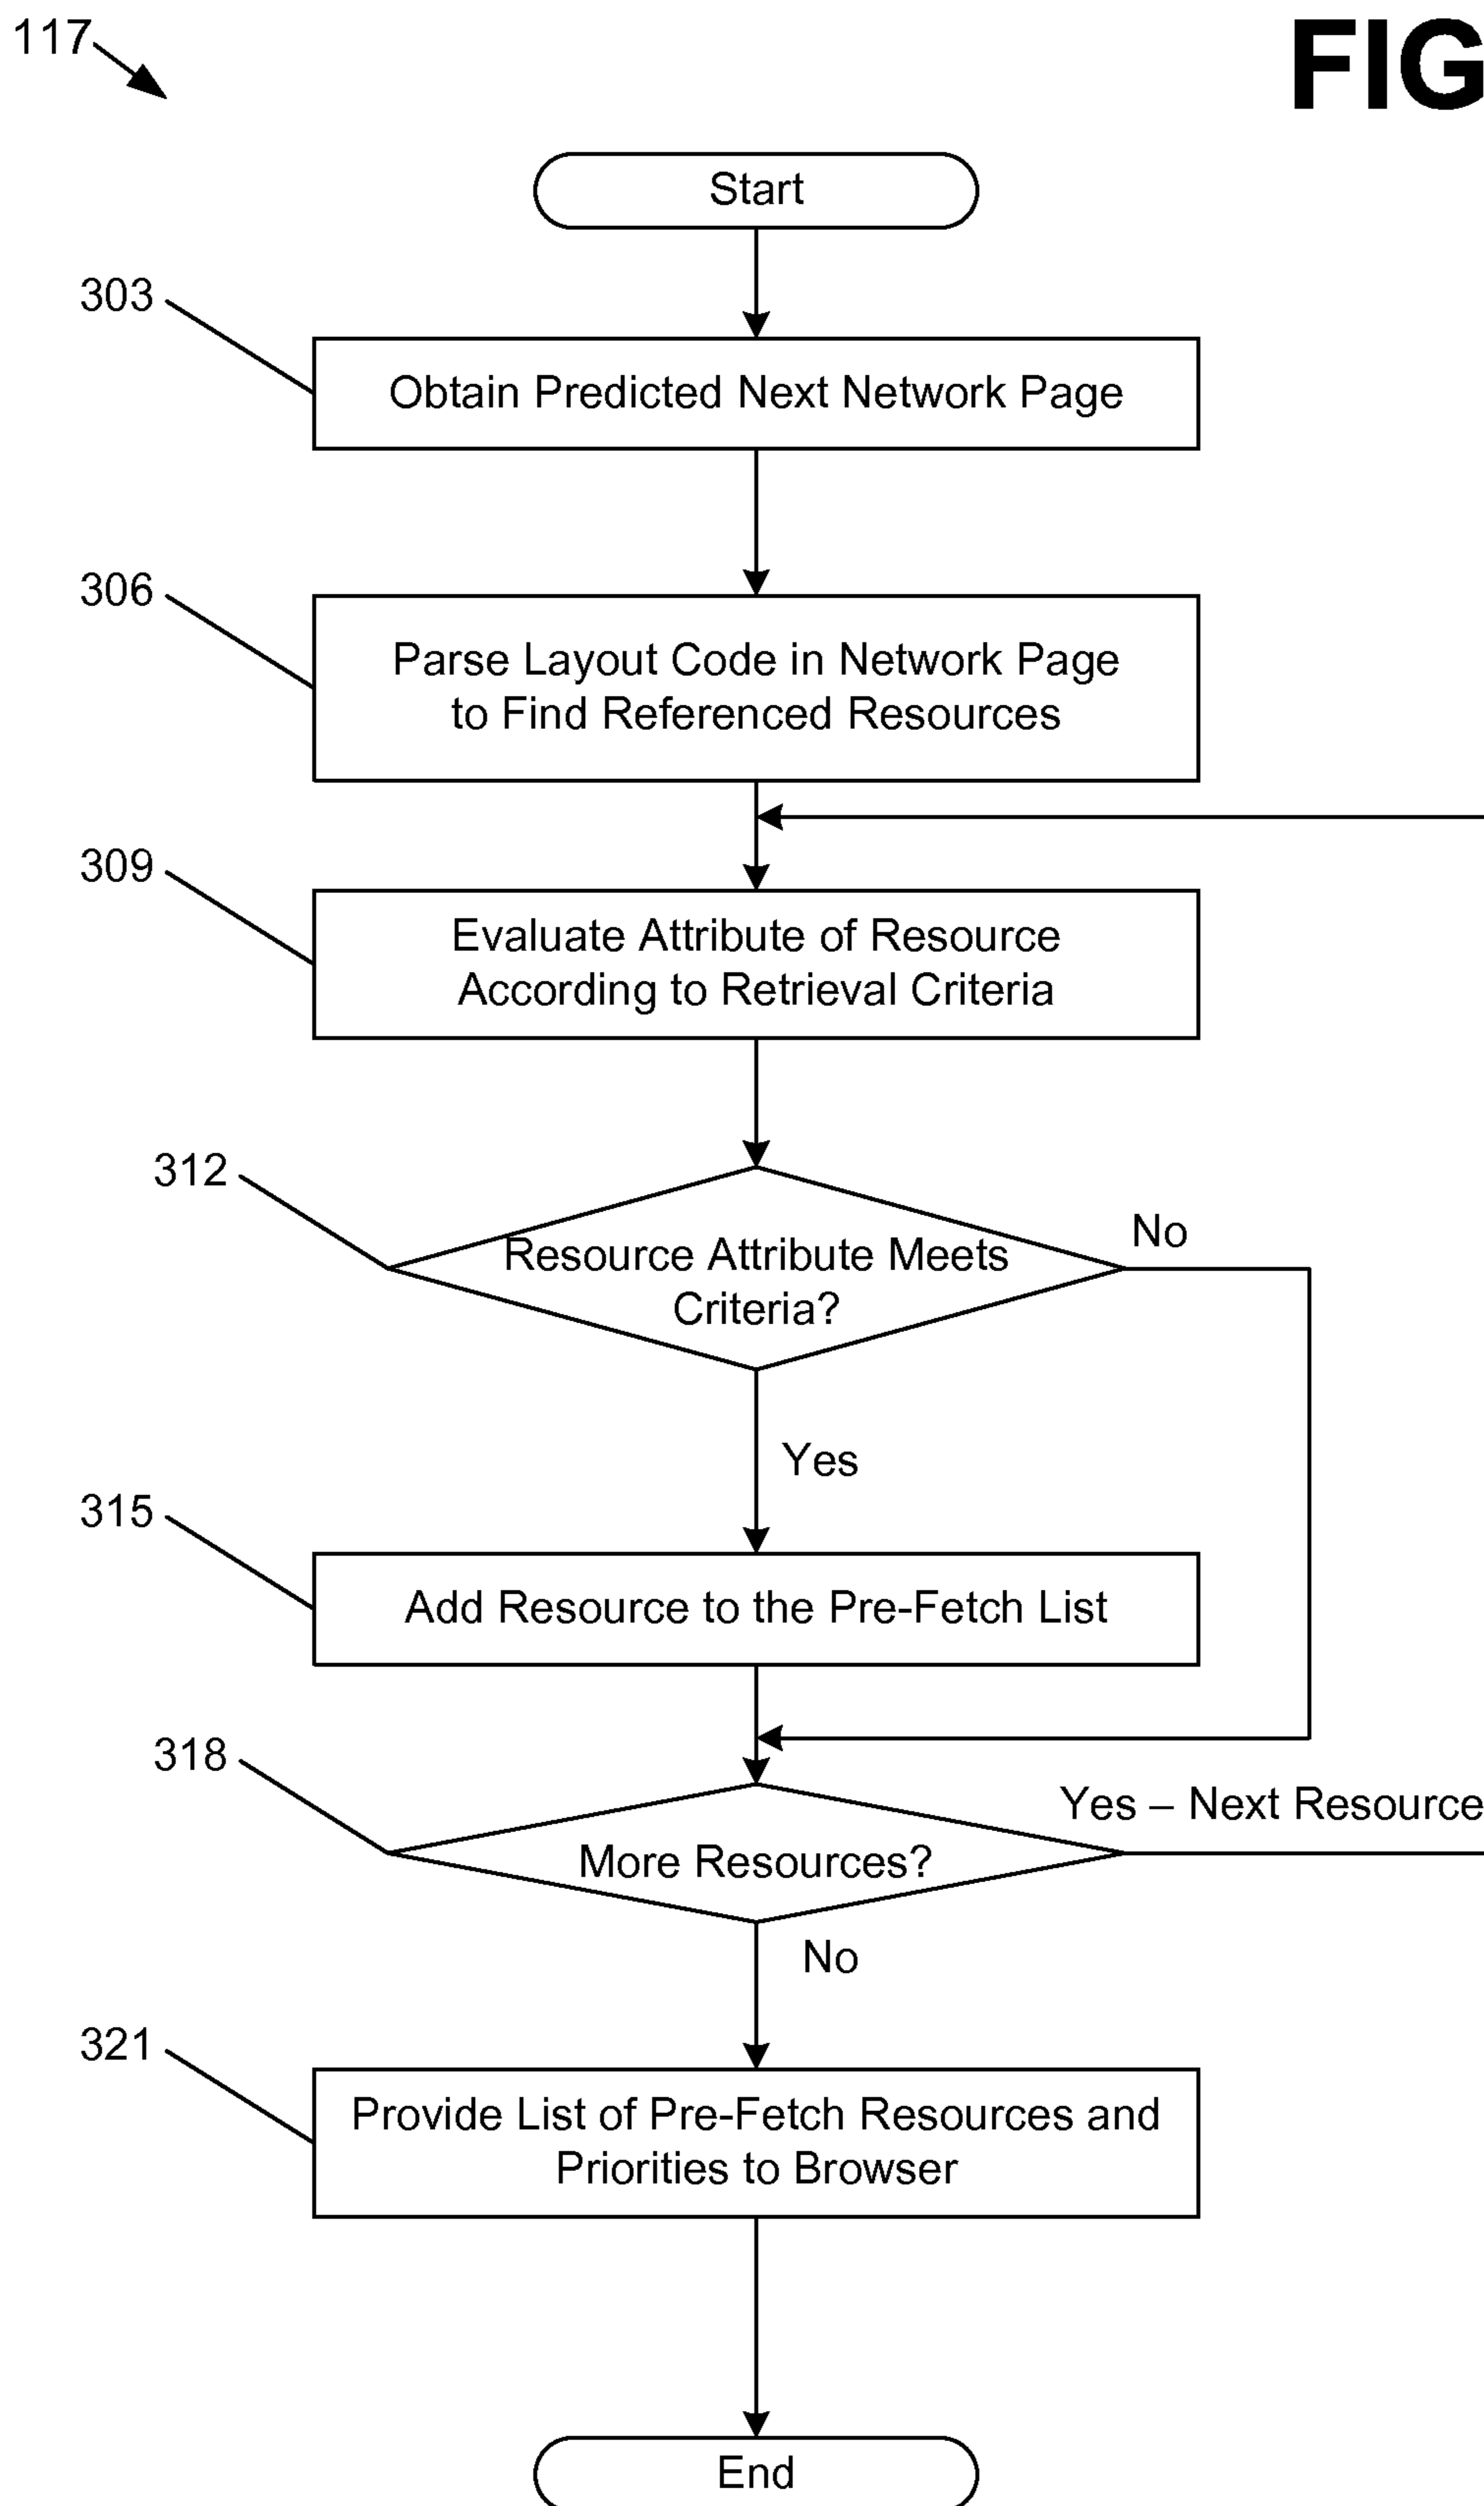 117
FIG
Start
303
Obtain Predicted Next Network Page
306
Parse Layout Code in Network Page
to Find Referenced Resources
309
Evaluate Attribute of Resource
According to Retrieval Criteria
312
Resource Attribute Meets
Criteria?
No
Yes
315
Add Resource to the Pre-Fetch List
318
More Resources?
Yes – Next Resource
No
321
Provide List of Pre-Fetch Resources and
Priorities to Browser
End